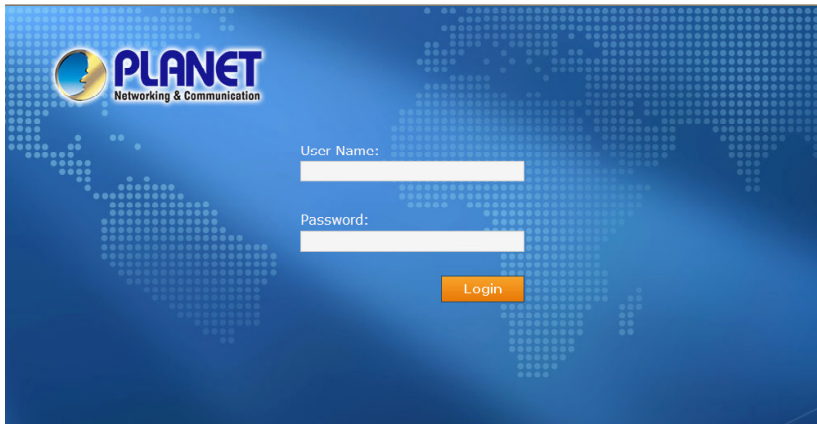 PLANET
Networking & Communication
User Name:
Password:
Login